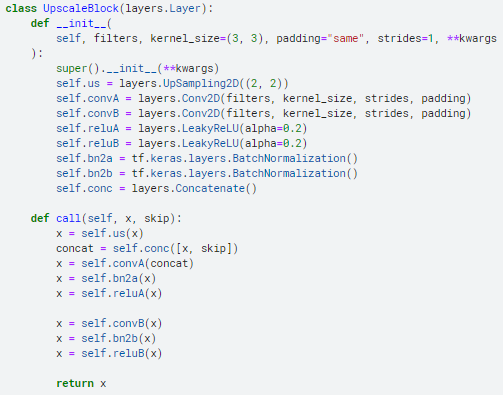 class UpscaleBlock(layers.Layer):
    def __init__(
        self, filters, kernel_size=(3, 3), padding="same", strides=1, **kwargs
    ):
        super().__init__(**kwargs)
        self.us = layers.UpSampling2D((2, 2))
        self.convA = layers.Conv2D(filters, kernel_size, strides, padding)
        self.convB = layers.Conv2D(filters, kernel_size, strides, padding)
        self.reluA = layers.LeakyReLU(alpha=0.2)
        self.reluB = layers.LeakyReLU(alpha=0.2)
        self.bn2a = tf.keras.layers.BatchNormalization()
        self.bn2b = tf.keras.layers.BatchNormalization()
        self.conc = layers.Concatenate()

    def call(self, x, skip):
        x = self.us(x)
        concat = self.conc([x, skip])
        x = self.convA(concat)
        x = self.bn2a(x)
        x = self.reluA(x)

        x = self.convB(x)
        x = self.bn2b(x)
        x = self.reluB(x)

        return x